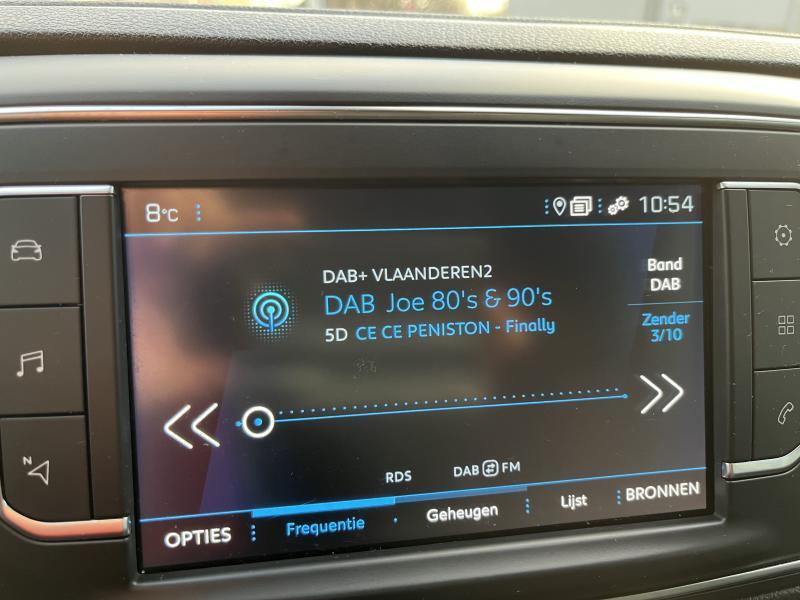 8°C
10:54
DAB+ VLAANDEREN2
DAB Joe 80's & 90's
5D CE CE PENISTON - Finally
Band
DAB
Zender
3/10
RDS DAB FM
OPTIES Frequentie Geheugen Lijst BRONNEN
N